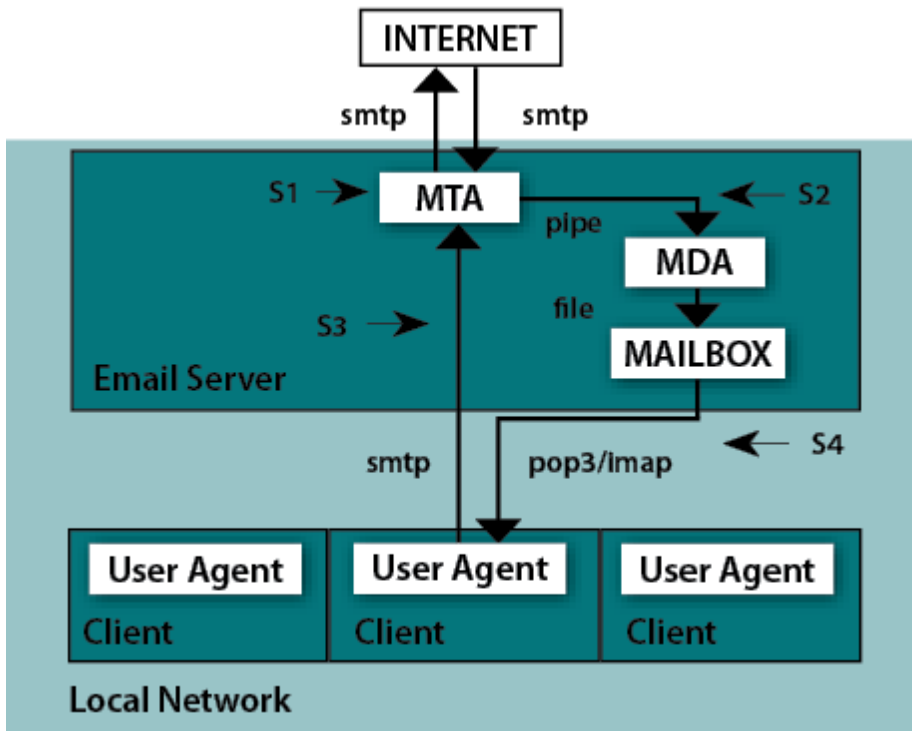 INTERNET
smtp
smtp
S1
MTA
S2
pipe
MDA
S3
file
MAILBOX
Email Server
S4
smtp
pop3/imap
User Agent
User Agent
User Agent
Client
Client
Client
Local Network